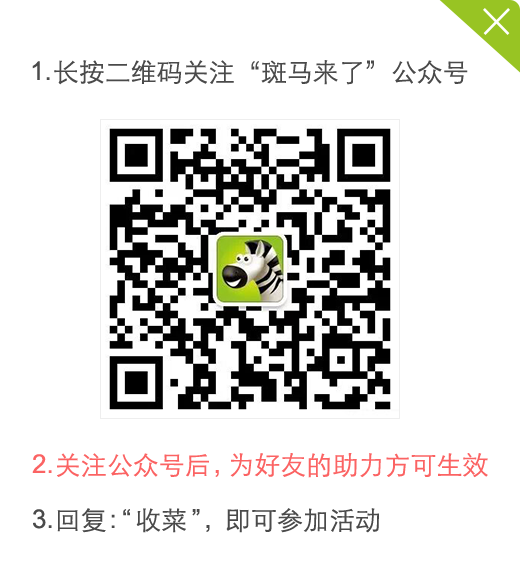 1.长按二维码关注“斑马来了”公众号
2.关注公众号后，为好友的助力方可生效
3.回复：“收菜”，即可参加活动